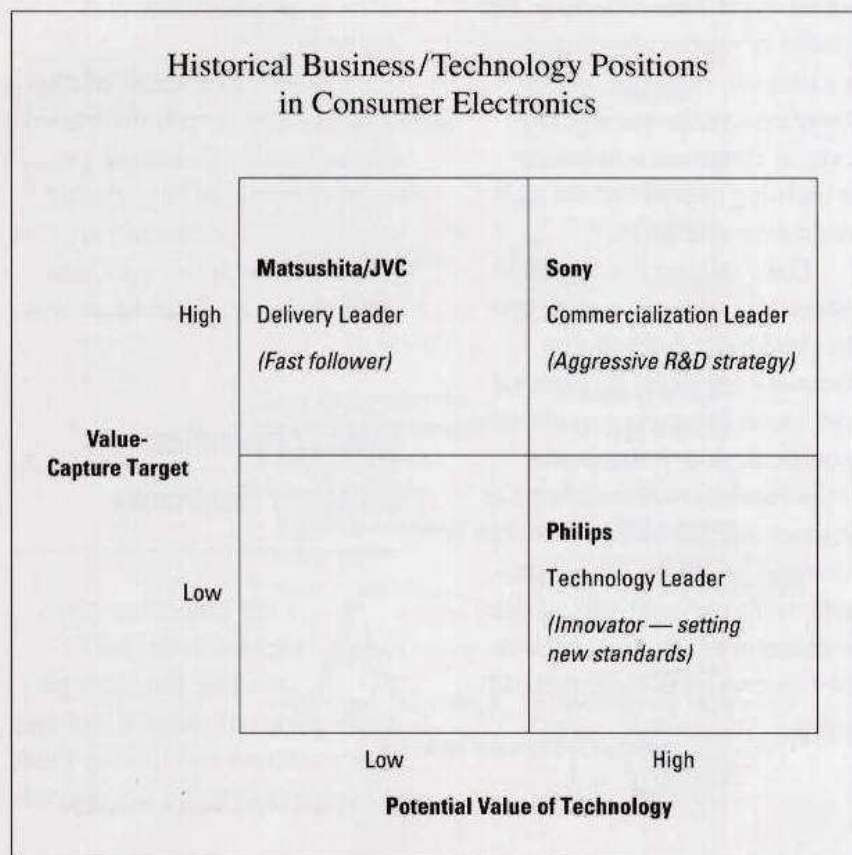 Historical Business/Technology Positions
in Consumer Electronics
Matsushita/JVC
Delivery Leader
(Fast follower)
Sony
Commercialization Leader
(Aggressive R&D strategy)
High
Value-
Capture Target
Philips
Technology Leader
(Innovator — setting
new standards)
Low
Low
High
Potential Value of Technology